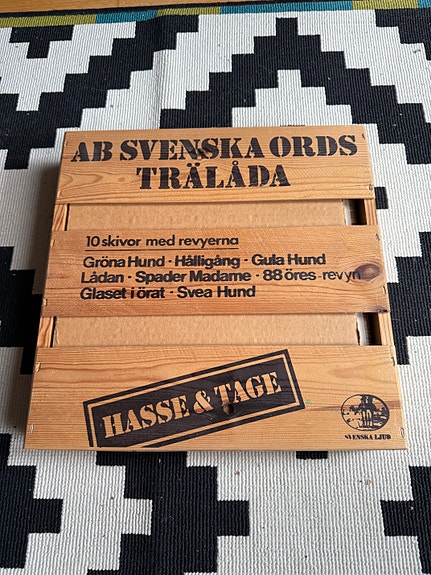 AB SVENSKA ORDS
TRÄLÅDA
10 skivor med revyerna
Gröna Hund · Hålligång · Gula Hund
Lådan · Spader Madame · 88 öres-revyn
Glaset i örat · Svea Hund
HASSE & TAGE
SVENSKA LJUD